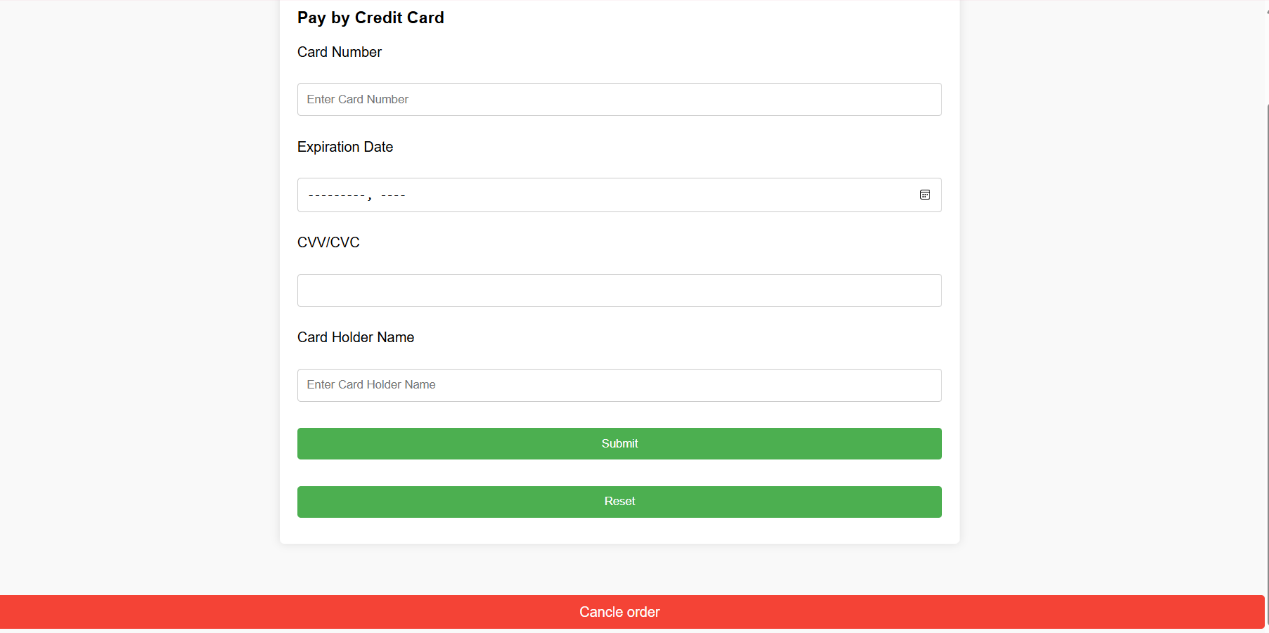 Pay by Credit Card
Card Number
Enter Card Number
Expiration Date
---------, ----
CVV/CVC
Card Holder Name
Enter Card Holder Name
Submit
Reset
Cancle order